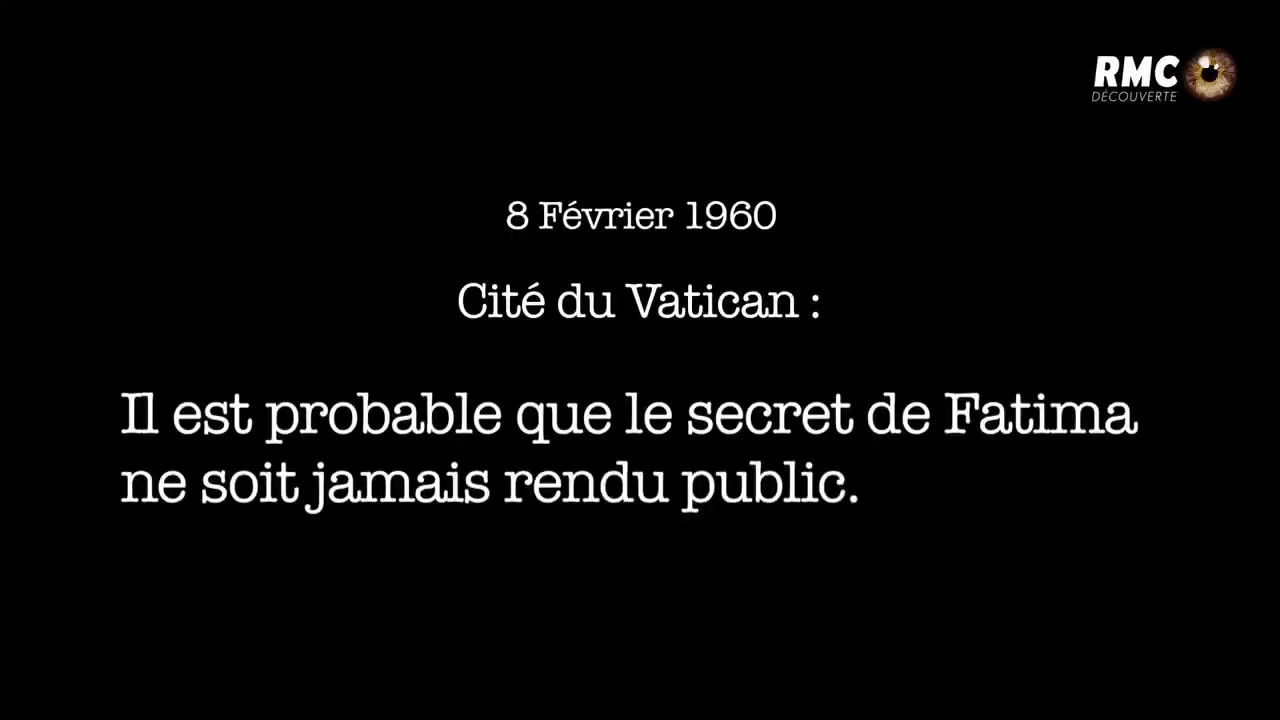 RMC
DÉCOUVERTE
8 Février 1960
Cité du Vatican :
Il est probable que le secret de Fatima
ne soit jamais rendu public.